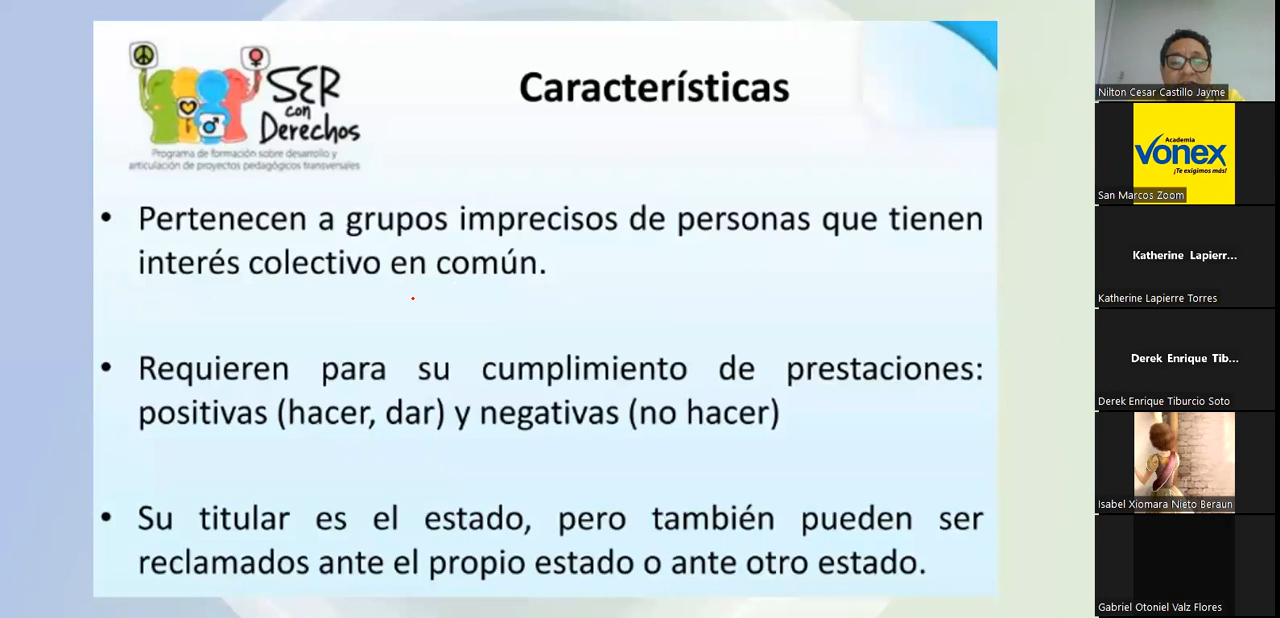 SER
con
Derechos
Programa de formación sobre desarrollo y
articulación de proyectos pedagógicos transversales
Características
• Pertenecen a grupos imprecisos de personas que tienen
interés colectivo en común.
• Requieren para su cumplimiento de prestaciones:
positivas (hacer, dar) y negativas (no hacer)
• Su titular es el estado, pero también pueden ser
reclamados ante el propio estado o ante otro estado.
Nilton Cesar Castillo Jayme
Academia
vonex
¡Te exigimos más!
San Marcos Zoom
Katherine Lapierr...
Katherine Lapierre Torres
Derek Enrique Tib...
Derek Enrique Tiburcio Soto
Isabel Xiomara Nieto Beraun
Gabriel Otoniel Valz Flores